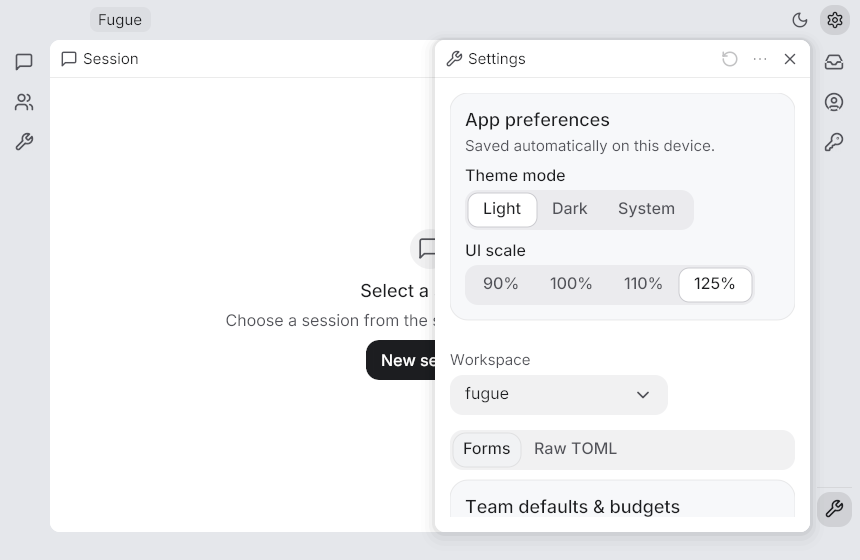 Fugue
Session
Settings
App preferences
Saved automatically on this device.
Theme mode
Light Dark System
UI scale
90% 100% 110% 125%
Select a
Choose a session from the
New se
Workspace
fugue
Forms Raw TOML
Team defaults & budgets